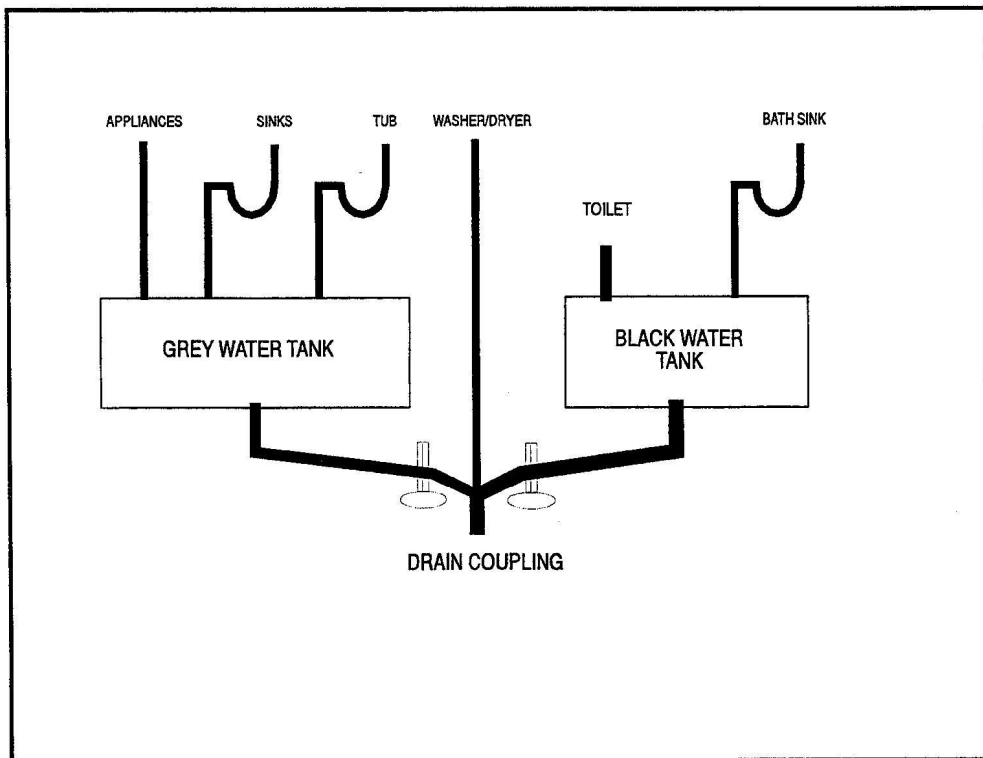 APPLIANCES
SINKS
TUB
WASHER/DRYER
BATH SINK
TOILET
GREY WATER TANK
BLACK WATER
TANK
DRAIN COUPLING